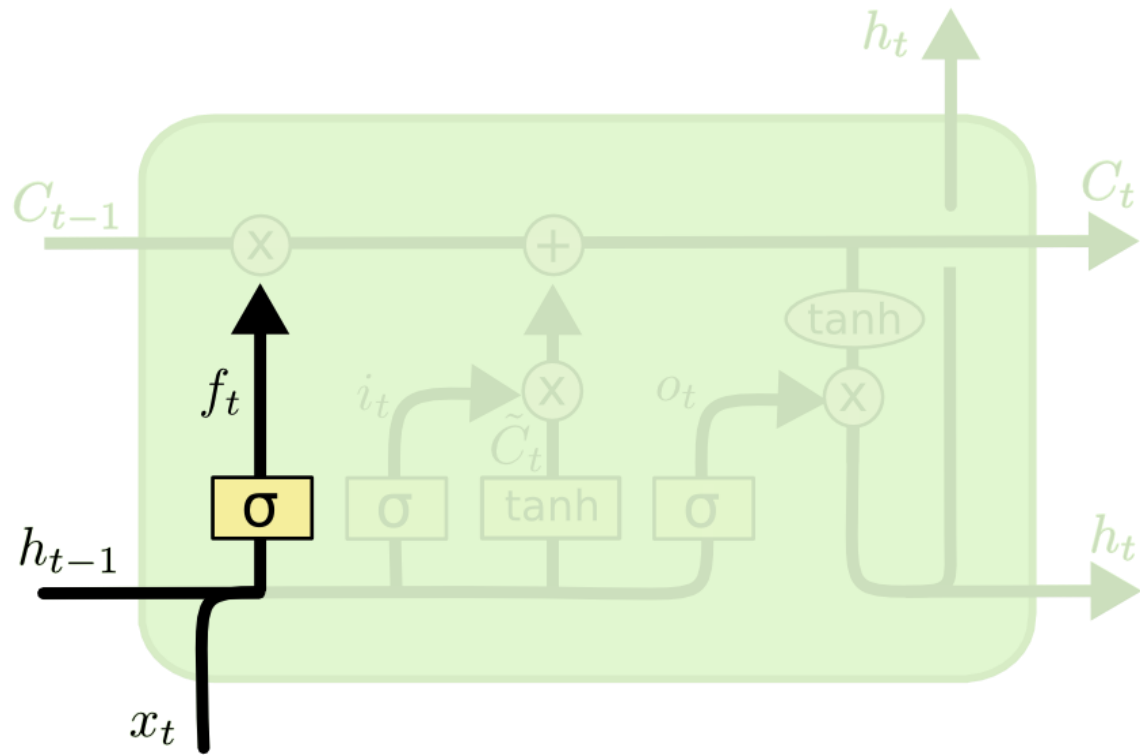 h_t
C_{t-1}
C_t
x
+
tanh
f_t
i_t
x
o_t
x
C̃_t
σ
σ
tanh
σ
h_{t-1}
h_t
x_t